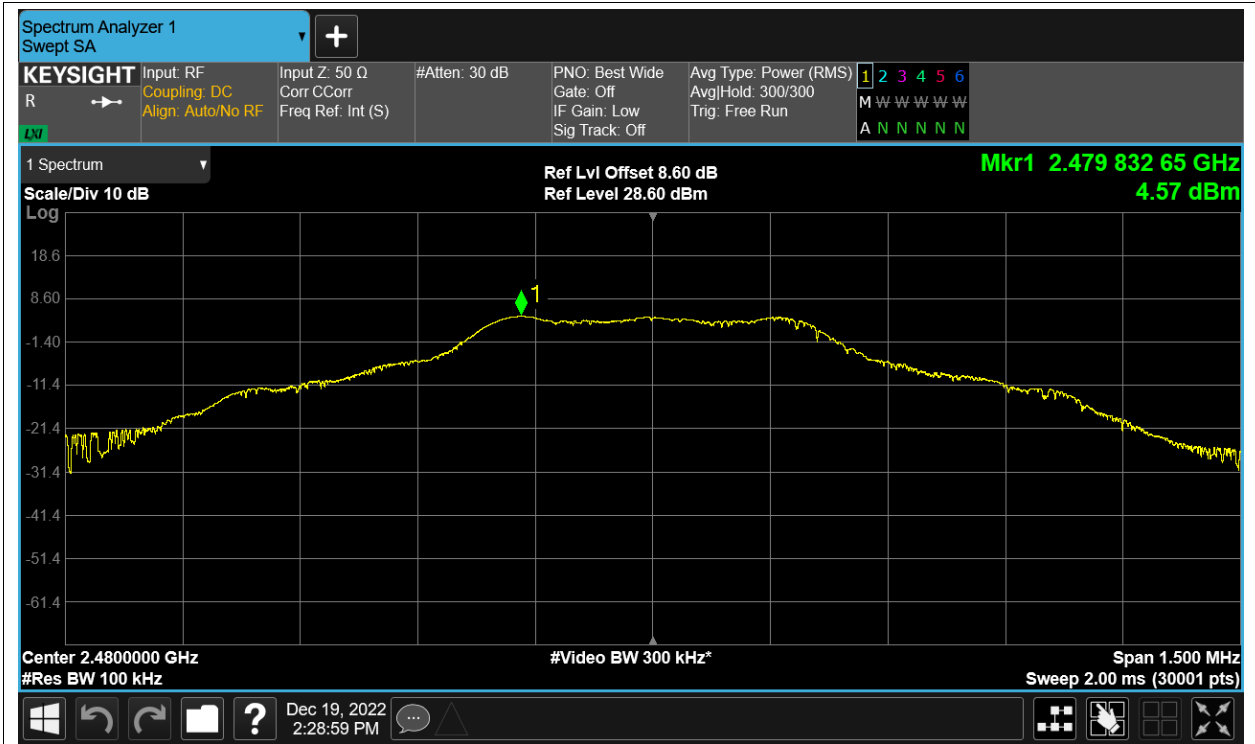 Spectrum Analyzer 1
Swept SA
KEYSIGHT
R
LXI
Input: RF
Coupling: DC
Align: Auto/No RF
Input Z: 50 Ω
Corr CCorr
Freq Ref: Int (S)
#Atten: 30 dB
PNO: Best Wide
Gate: Off
IF Gain: Low
Sig Track: Off
Avg Type: Power (RMS)
Avg|Hold: 300/300
Trig: Free Run
1 2 3 4 5 6
M W W W W W
A N N N N N
1 Spectrum
Scale/Div 10 dB
Log
Ref Lvl Offset 8.60 dB
Ref Level 28.60 dBm
Mkr1 2.479 832 65 GHz
4.57 dBm
18.6
8.60
-1.40
-11.4
-21.4
-31.4
-41.4
-51.4
-61.4
1
Center 2.4800000 GHz
#Res BW 100 kHz
#Video BW 300 kHz*
Span 1.500 MHz
Sweep 2.00 ms (30001 pts)
?
Dec 19, 2022
2:28:59 PM